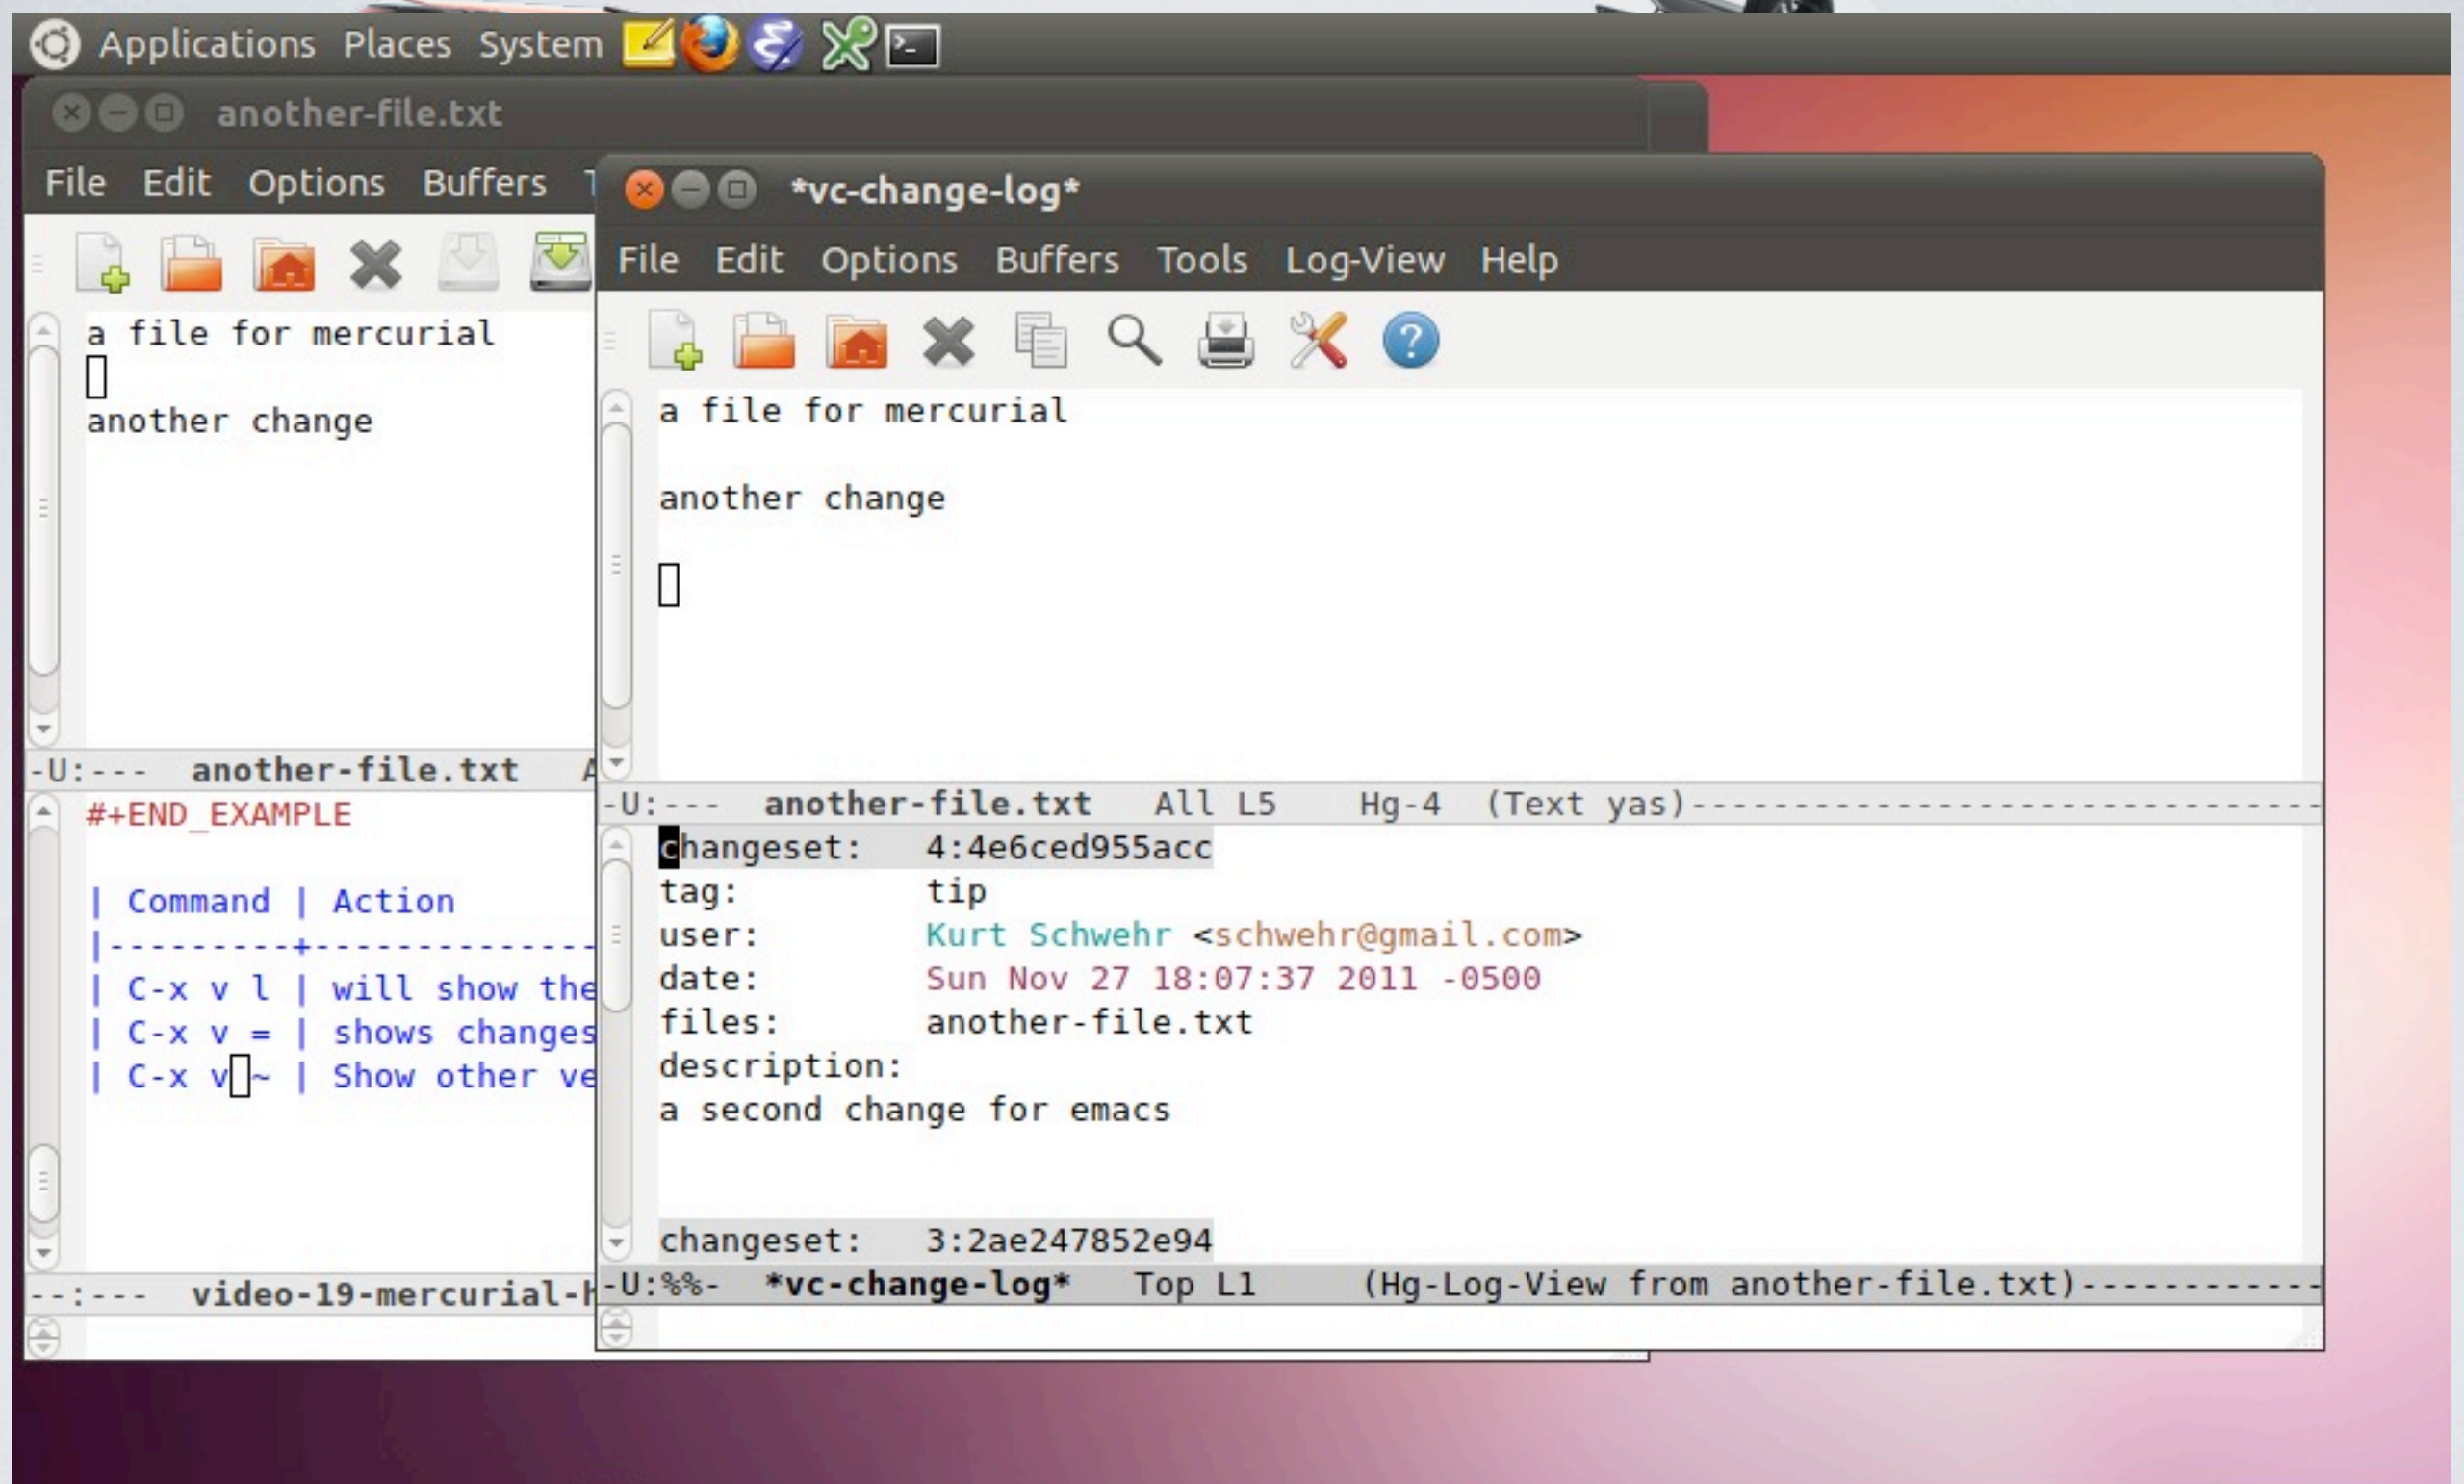 Applications Places System
another-file.txt
File Edit Options Buffers
a file for mercurial
another change
-U:--- another-file.txt
#+END_EXAMPLE
| Command | Action
|---------+--------------
| C-x v l | will show the
| C-x v = | shows changes
| C-x v ~ | Show other
--:--- video-19-mercurial-
*vc-change-log*
File Edit Options Buffers Tools Log-View Help
a file for mercurial
another change
-U:--- another-file.txt All L5 Hg-4 (Text yas)-------------------------------
changeset: 4:4e6ced955acc
tag: tip
user: Kurt Schwehr <schwehr@gmail.com>
date: Sun Nov 27 18:07:37 2011 -0500
files: another-file.txt
description:
a second change for emacs
changeset: 3:2ae247852e94
-U:%%- *vc-change-log* Top L1 (Hg-Log-View from another-file.txt)------------